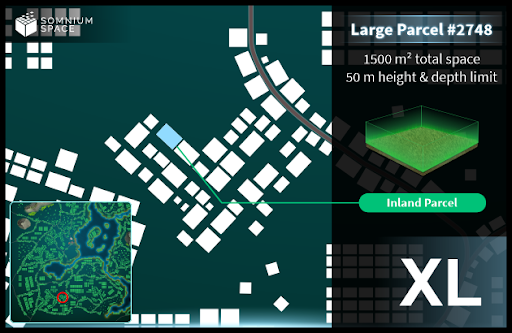 SOMNIUM
SPACE
Large Parcel #2748
1500 m² total space
50 m height & depth limit
Inland Parcel
XL